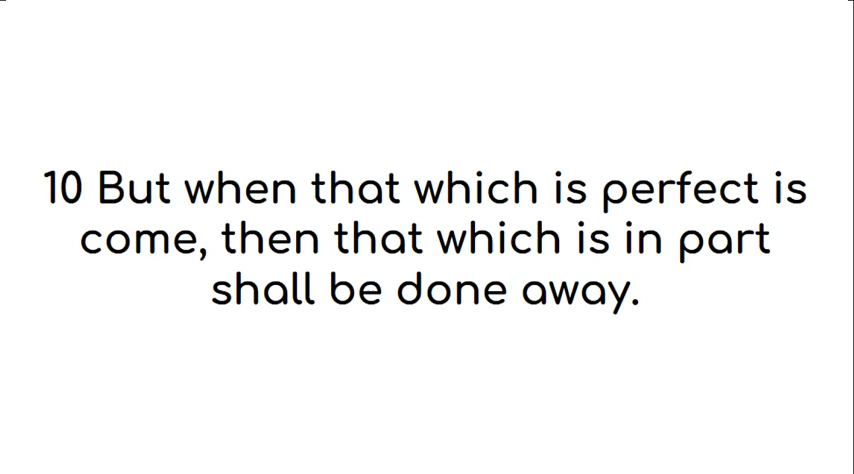 10 But when that which is perfect is
come, then that which is in part
shall be done away.